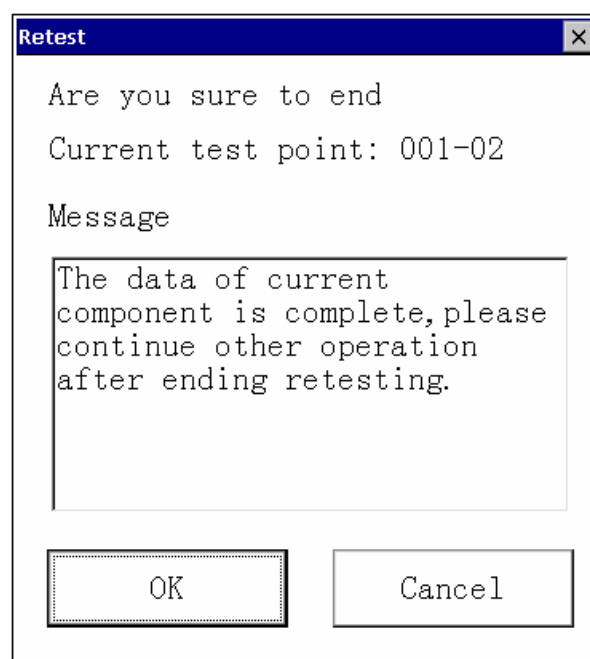 Retest
Are you sure to end
Current test point: 001-02
Message
The data of current
component is complete,please
continue other operation
after ending retesting.
OK
Cancel